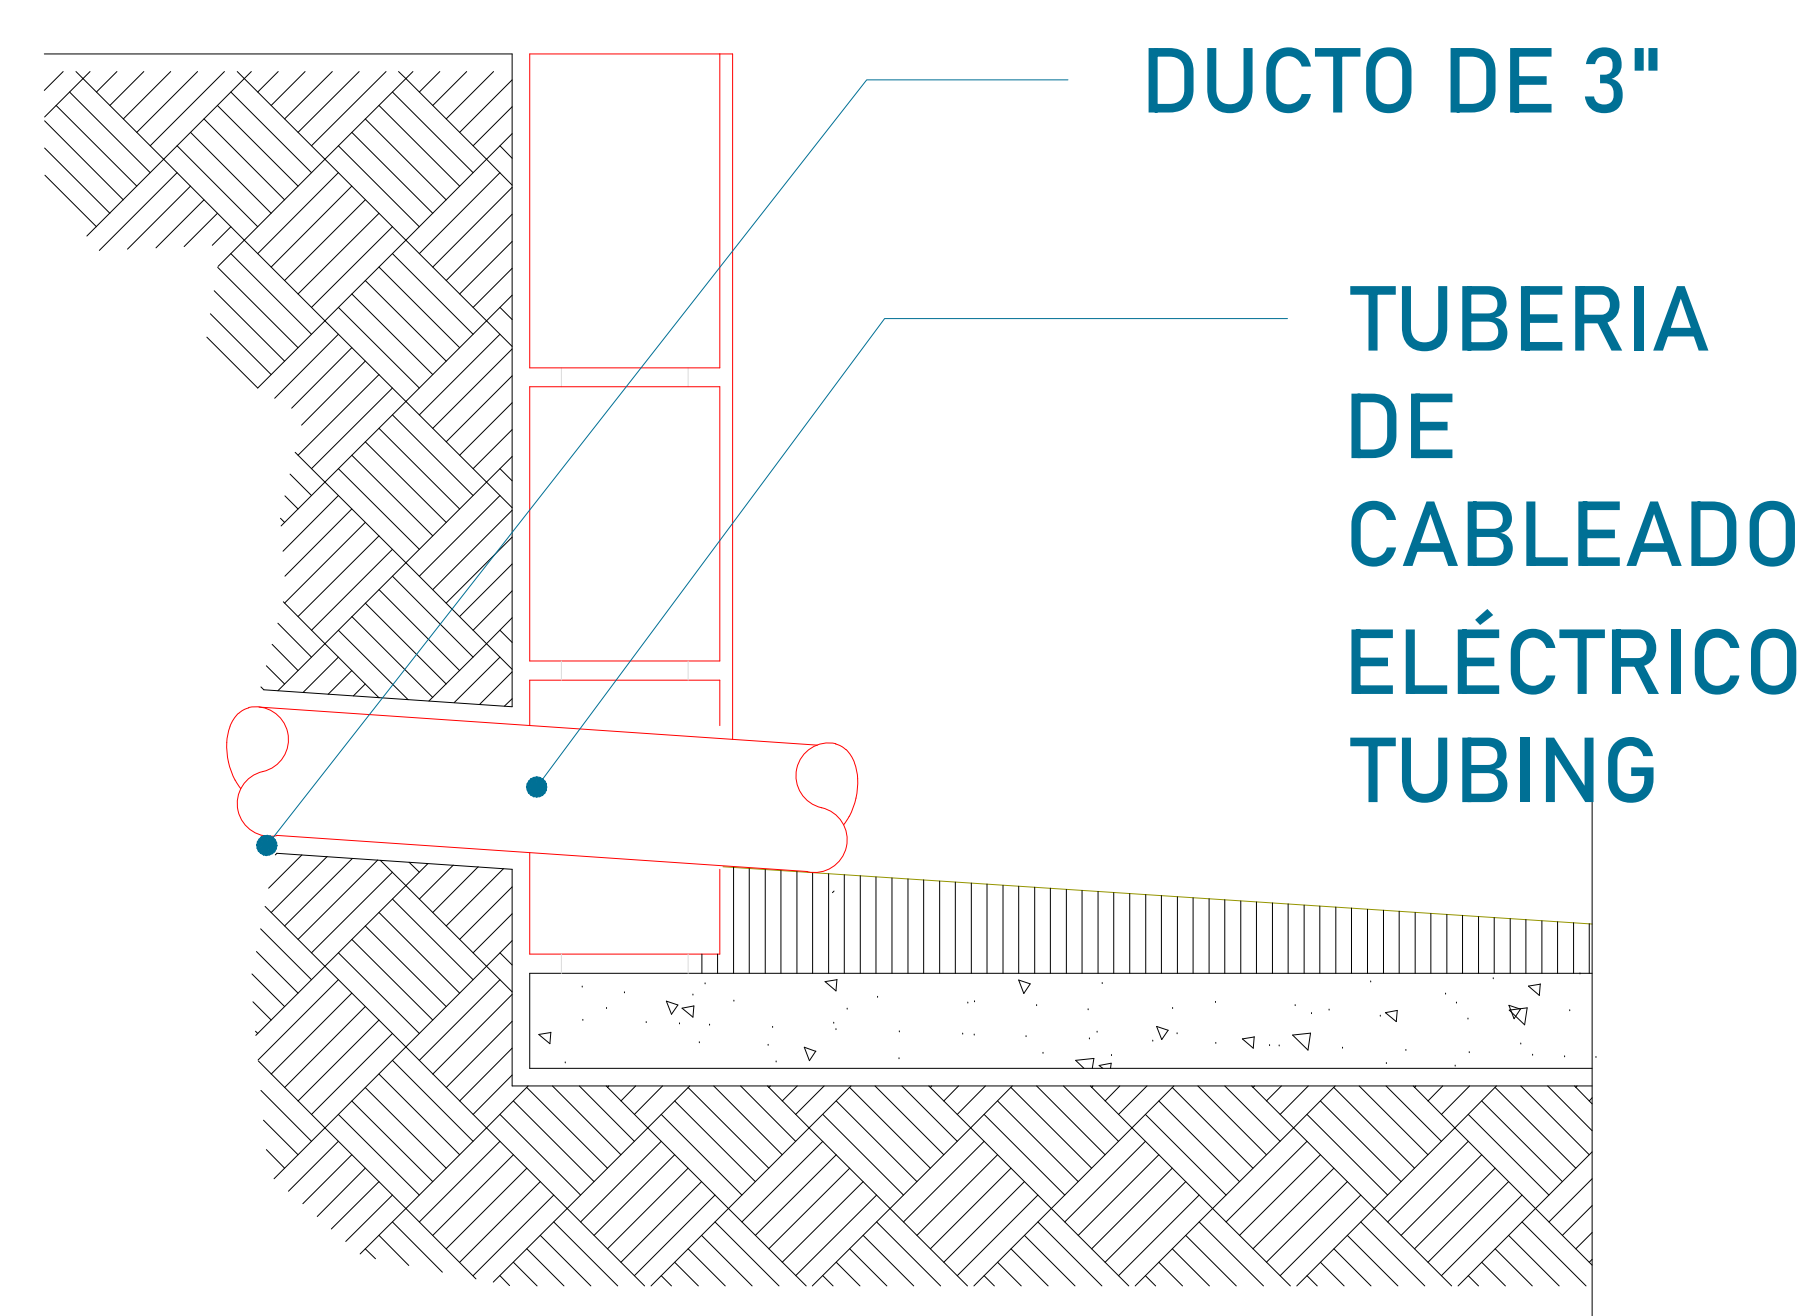 DUCTO DE 3"
TUBERIA
DE
CABLEADO
ELÉCTRICO
TUBING